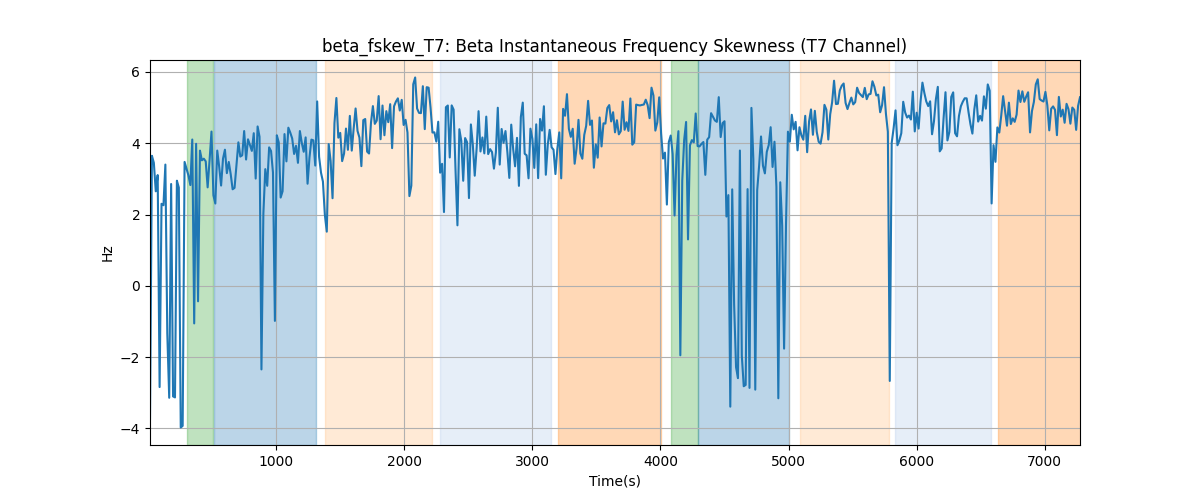 beta_fskew_T7: Beta Instantaneous Frequency Skewness (T7 Channel)
6
4
2
0
−2
−4
Hz
1000 2000 3000 4000 5000 6000 7000
Time(s)